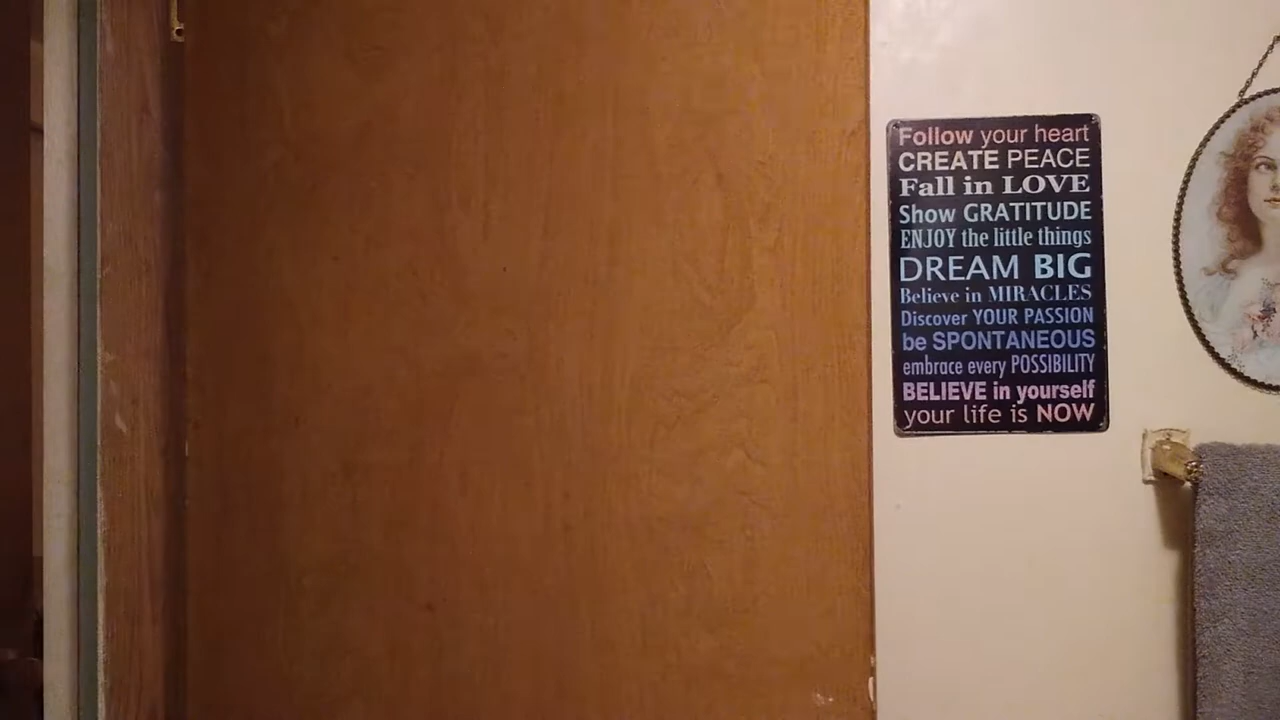 Follow your heart
CREATE PEACE
Fall in LOVE
Show GRATITUDE
ENJOY the little things
DREAM BIG
Believe in MIRACLES
Discover YOUR PASSION
be SPONTANEOUS
embrace every POSSIBILITY
BELIEVE in yourself
your life is NOW